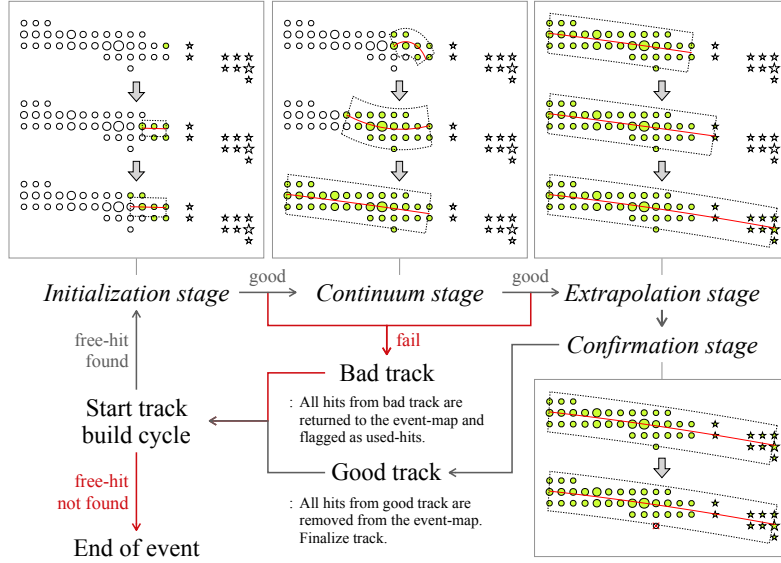 good
good
Initialization stage
Continuum stage
Extrapolation stage
fail
free-hit
found
Confirmation stage
Bad track
: All hits from bad track are
returned to the event-map and
flagged as used-hits.
Start track
build cycle
Good track
free-hit
not found
: All hits from good track are
removed from the event-map.
Finalize track.
End of event